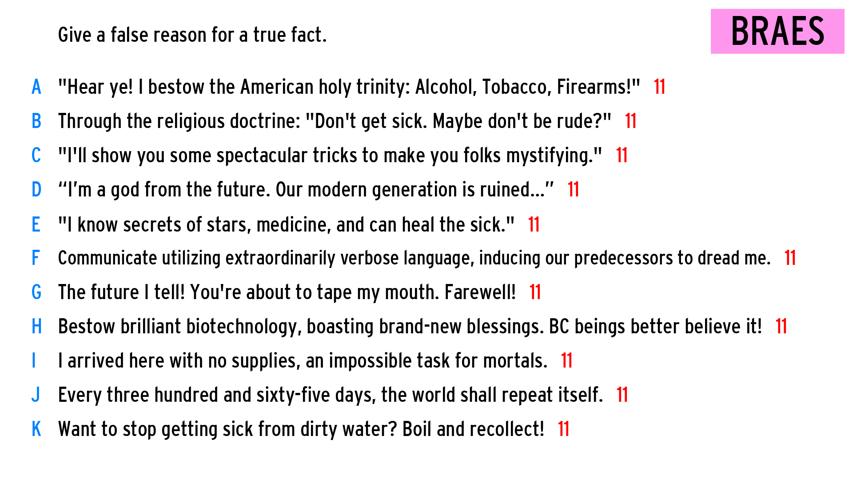 Give a false reason for a true fact.
BRAES
A "Hear ye! I bestow the American holy trinity: Alcohol, Tobacco, Firearms!" 11
B Through the religious doctrine: "Don't get sick. Maybe don't be rude?" 11
C "I'll show you some spectacular tricks to make you folks mystifying." 11
D “I’m a god from the future. Our modern generation is ruined...” 11
E "I know secrets of stars, medicine, and can heal the sick." 11
F Communicate utilizing extraordinarily verbose language, inducing our predecessors to dread me. 11
G The future I tell! You're about to tape my mouth. Farewell! 11
H Bestow brilliant biotechnology, boasting brand-new blessings. BC beings better believe it! 11
I I arrived here with no supplies, an impossible task for mortals. 11
J Every three hundred and sixty-five days, the world shall repeat itself. 11
K Want to stop getting sick from dirty water? Boil and recollect! 11